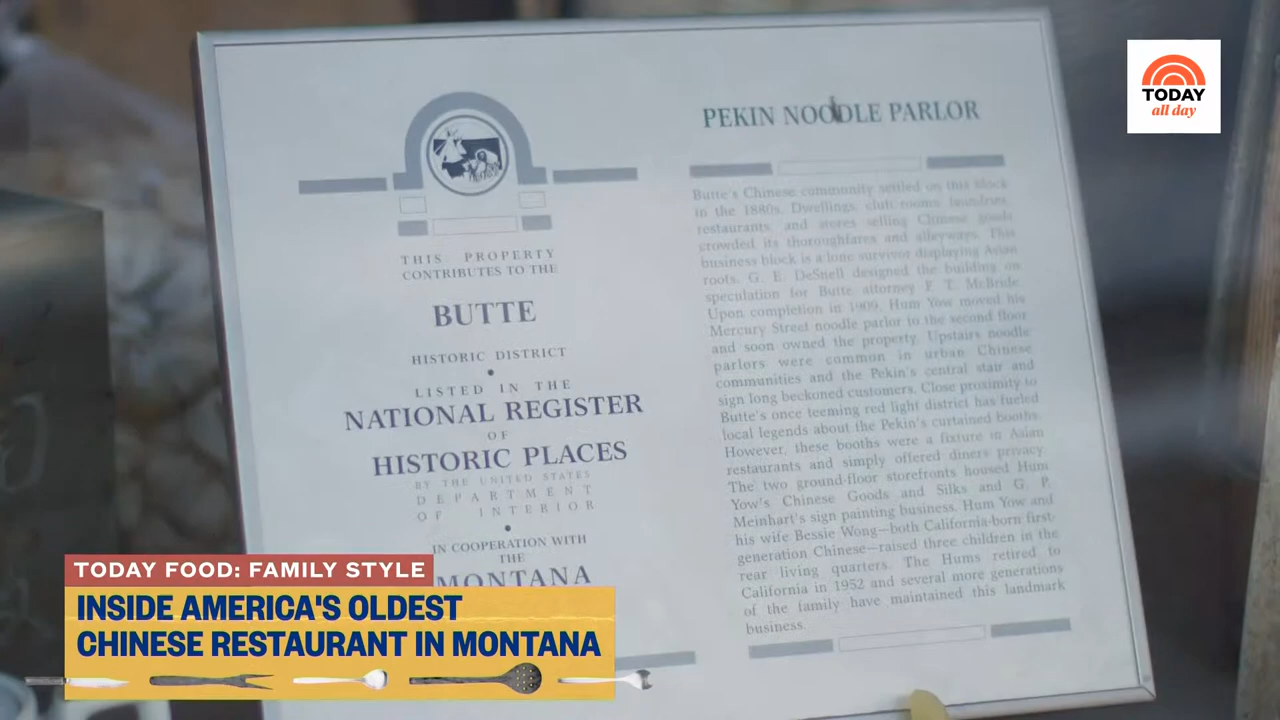 TODAY
all day
PEKIN NOODLE PARLOR
THIS PROPERTY
CONTRIBUTES TO THE
BUTTE
HISTORIC DISTRICT
LISTED IN THE
NATIONAL REGISTER
OF
HISTORIC PLACES
BY THE UNITED STATES
DEPARTMENT
OF INTERIOR
IN COOPERATION WITH
THE
MONTANA
Butte's Chinese community settled on this block
in the 1880s. Dwellings, club rooms, laundries,
restaurants, and stores selling Chinese goods
crowded its thoroughfares and alleyways. This
business block is a lone survivor displaying Asian
roots. G. E. DeSnell designed the building on
speculation for Butte attorney F. T. McBride.
Upon completion in 1909, Hum Yow moved his
Mercury Street noodle parlor to the second floor
and soon owned the property. Upstairs noodle
parlors were common in urban Chinese
communities and the Pekin's central stair and
sign long beckoned customers. Close proximity to
Butte's once teeming red light district has fueled
local legends about the Pekin's curtained booths.
However, these booths were a fixture in Asian
restaurants and simply offered diners privacy.
The two ground-floor storefronts housed Hum
Yow's Chinese Goods and Silks and G. P.
Meinhart's sign painting business. Hum Yow and
his wife Bessie Wong—both California-born first-
generation Chinese—raised three children in the
rear living quarters. The Hums retired to
California in 1952 and several more generations
of the family have maintained this landmark
business.
TODAY FOOD: FAMILY STYLE
INSIDE AMERICA'S OLDEST
CHINESE RESTAURANT IN MONTANA